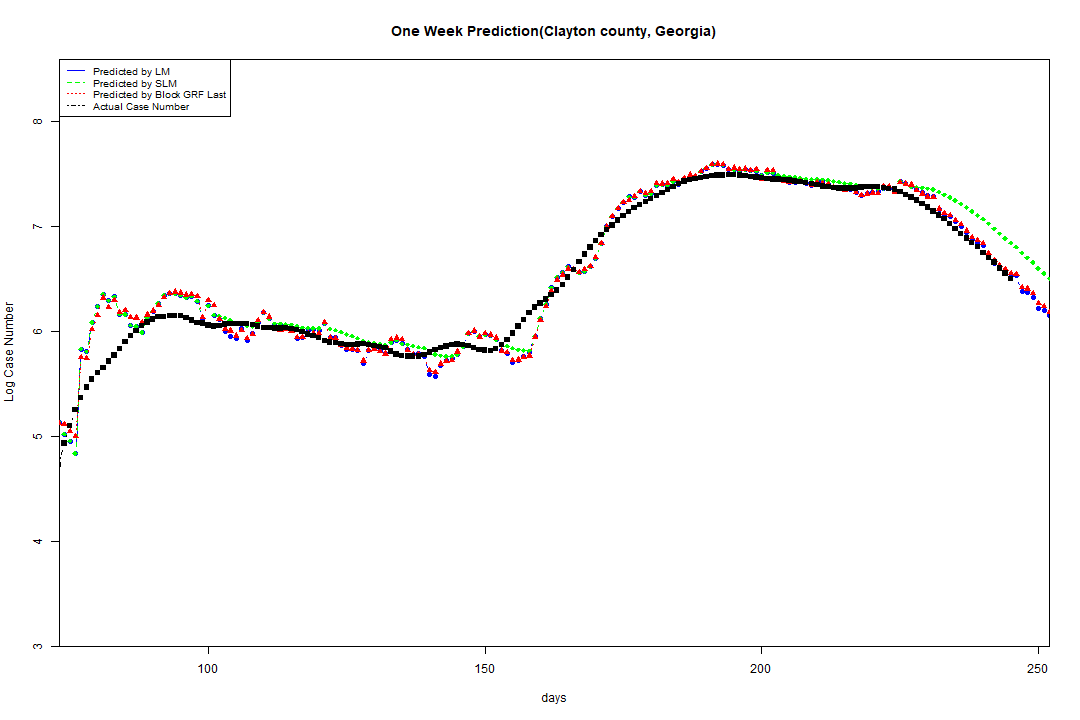 One Week Prediction(Clayton county, Georgia)
Predicted by LM
Predicted by SLM
Predicted by Block GRF Last
Actual Case Number
8
7
6
5
4
3
Log Case Number
100
150
200
250
days